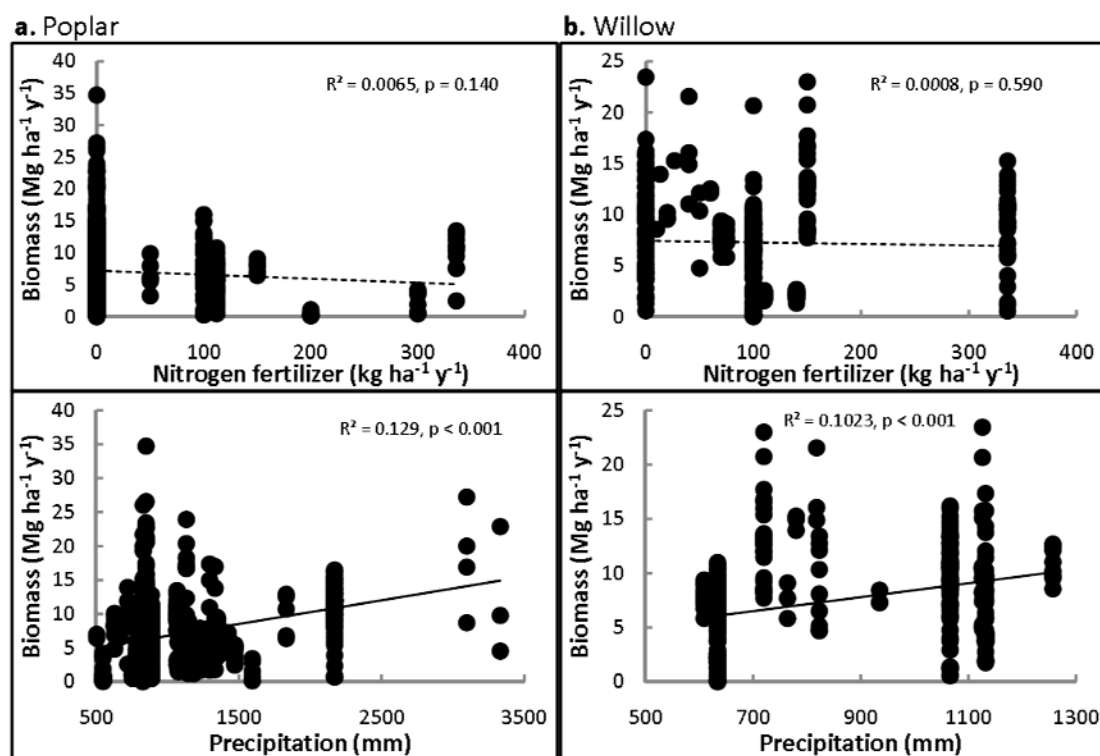 a. Poplar
40
35
30
25
20
15
10
5
0
Biomass (Mg ha⁻¹ y⁻¹)
R² = 0.0065, p = 0.140
0 100 200 300 400
Nitrogen fertilizer (kg ha⁻¹ y⁻¹)
b. Willow
25
20
15
10
5
0
Biomass (Mg ha⁻¹ y⁻¹)
R² = 0.0008, p = 0.590
0 100 200 300 400
Nitrogen fertilizer (kg ha⁻¹ y⁻¹)
40
35
30
25
20
15
10
5
0
Biomass (Mg ha⁻¹ y⁻¹)
R² = 0.129, p < 0.001
500 1500 2500 3500
Precipitation (mm)
25
20
15
10
5
0
Biomass (Mg ha⁻¹ y⁻¹)
R² = 0.1023, p < 0.001
500 700 900 1100 1300
Precipitation (mm)